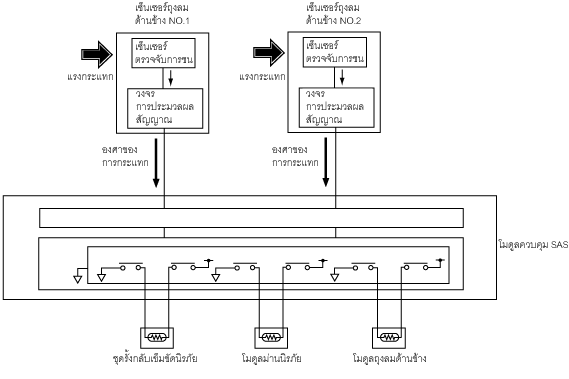 เซ็นเซอร์ถุงลม
ด้านข้าง NO.1
เซ็นเซอร์ถุงลม
ด้านข้าง NO.2
แรงกระแทก
เซ็นเซอร์
ตรวจจับการชน
วงจร
การประมวลผล
สัญญาณ
แรงกระแทก
เซ็นเซอร์
ตรวจจับการชน
วงจร
การประมวลผล
สัญญาณ
องศาของ
การกระแทก
องศาของ
การกระแทก
โมดูลควบคุม SAS
ชุดรั้งกลับเข็มขัดนิรภัย
โมดูลม่านนิรภัย
โมดูลถุงลมด้านข้าง